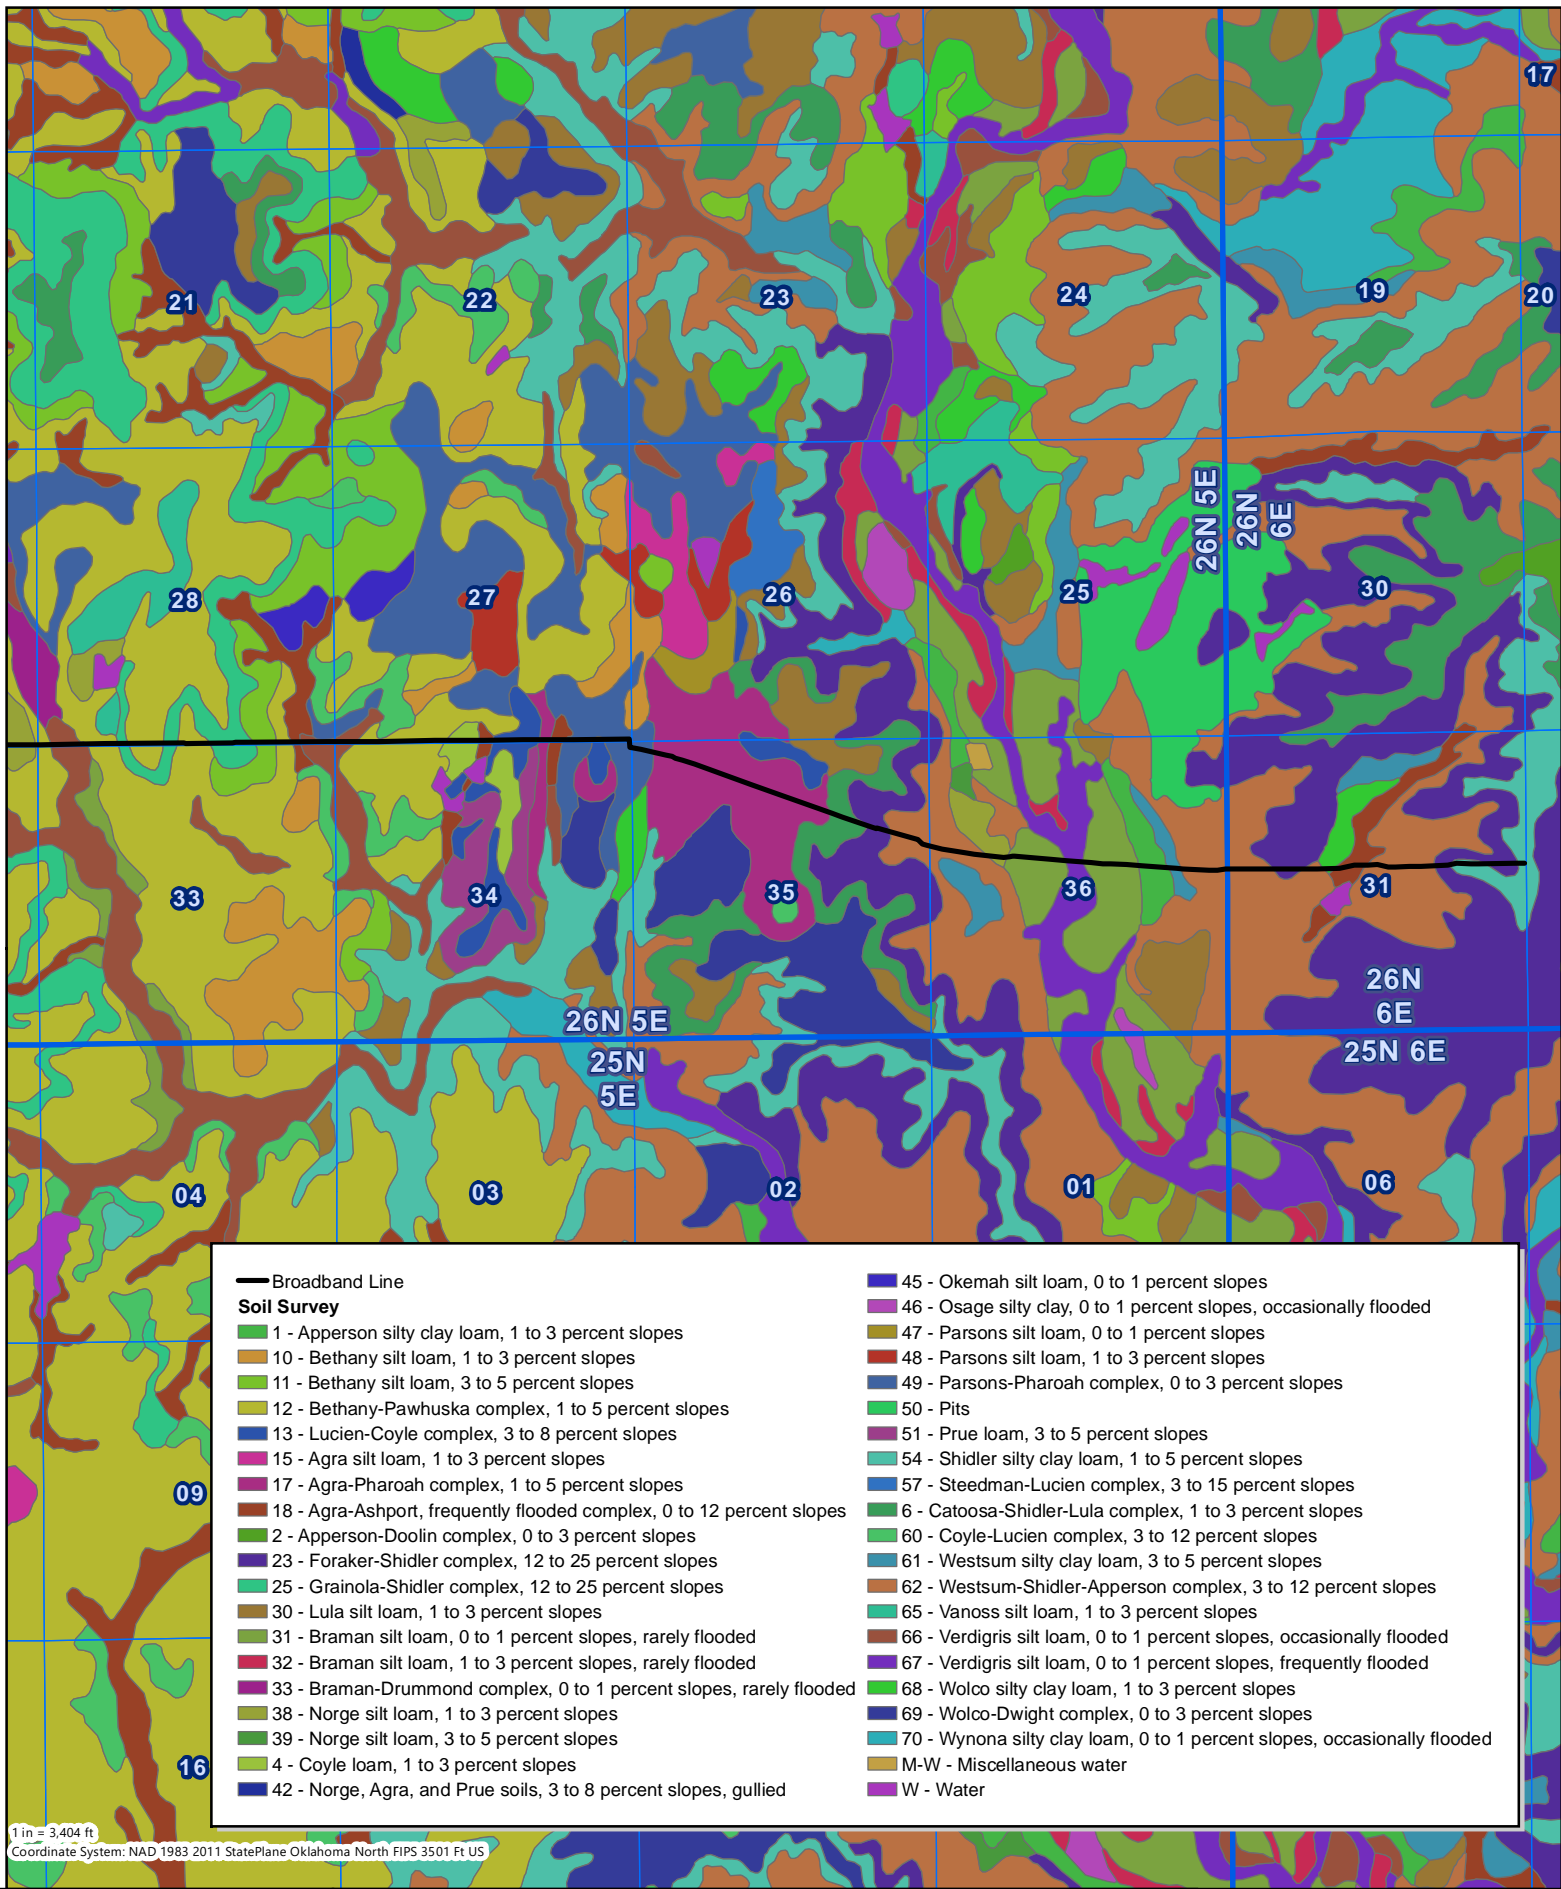 17
21
22
23
24
19
20
26N 5E
26N
6E
28
27
26
25
30
33
34
35
36
31
26N
6E
26N 5E
25N
5E
25N 6E
04
03
02
01
06
09
16
Broadband Line
Soil Survey
1 - Apperson silty clay loam, 1 to 3 percent slopes
10 - Bethany silt loam, 1 to 3 percent slopes
11 - Bethany silt loam, 3 to 5 percent slopes
12 - Bethany-Pawhuska complex, 1 to 5 percent slopes
13 - Lucien-Coyle complex, 3 to 8 percent slopes
15 - Agra silt loam, 1 to 3 percent slopes
17 - Agra-Pharoah complex, 1 to 5 percent slopes
18 - Agra-Ashport, frequently flooded complex, 0 to 12 percent slopes
2 - Apperson-Doolin complex, 0 to 3 percent slopes
23 - Foraker-Shidler complex, 12 to 25 percent slopes
25 - Grainola-Shidler complex, 12 to 25 percent slopes
30 - Lula silt loam, 1 to 3 percent slopes
31 - Braman silt loam, 0 to 1 percent slopes, rarely flooded
32 - Braman silt loam, 1 to 3 percent slopes, rarely flooded
33 - Braman-Drummond complex, 0 to 1 percent slopes, rarely flooded
38 - Norge silt loam, 1 to 3 percent slopes
39 - Norge silt loam, 3 to 5 percent slopes
4 - Coyle loam, 1 to 3 percent slopes
42 - Norge, Agra, and Prue soils, 3 to 8 percent slopes, gullied
45 - Okemah silt loam, 0 to 1 percent slopes
46 - Osage silty clay, 0 to 1 percent slopes, occasionally flooded
47 - Parsons silt loam, 0 to 1 percent slopes
48 - Parsons silt loam, 1 to 3 percent slopes
49 - Parsons-Pharoah complex, 0 to 3 percent slopes
50 - Pits
51 - Prue loam, 3 to 5 percent slopes
54 - Shidler silty clay loam, 1 to 5 percent slopes
57 - Steedman-Lucien complex, 3 to 15 percent slopes
6 - Catoosa-Shidler-Lula complex, 1 to 3 percent slopes
60 - Coyle-Lucien complex, 3 to 12 percent slopes
61 - Westsum silty clay loam, 3 to 5 percent slopes
62 - Westsum-Shidler-Apperson complex, 3 to 12 percent slopes
65 - Vanoss silt loam, 1 to 3 percent slopes
66 - Verdigris silt loam, 0 to 1 percent slopes, occasionally flooded
67 - Verdigris silt loam, 0 to 1 percent slopes, frequently flooded
68 - Wolco silty clay loam, 1 to 3 percent slopes
69 - Wolco-Dwight complex, 0 to 3 percent slopes
70 - Wynona silty clay loam, 0 to 1 percent slopes, occasionally flooded
M-W - Miscellaneous water
W - Water
1 in = 3,404 ft
Coordinate System: NAD 1983 2011 StatePlane Oklahoma North FIPS 3501 Ft US